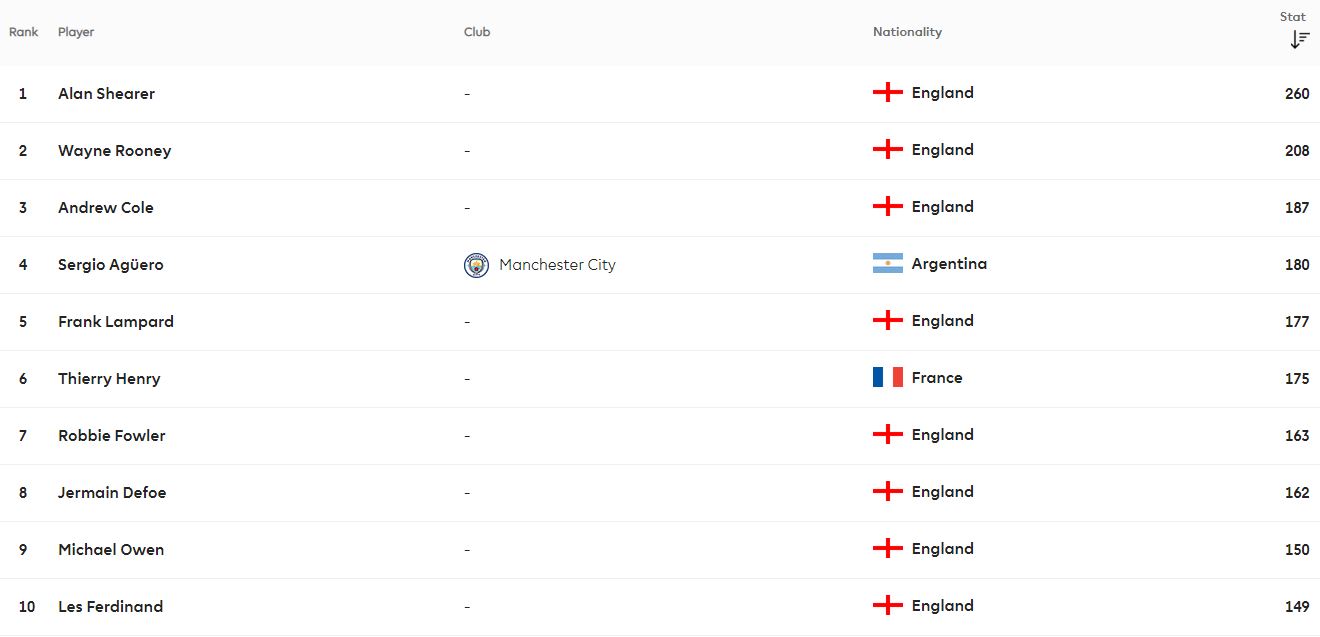 Rank Player Club Nationality Stat
1 Alan Shearer - England 260
2 Wayne Rooney - England 208
3 Andrew Cole - England 187
4 Sergio Agüero Manchester City Argentina 180
5 Frank Lampard - England 177
6 Thierry Henry - France 175
7 Robbie Fowler - England 163
8 Jermain Defoe - England 162
9 Michael Owen - England 150
10 Les Ferdinand - England 149